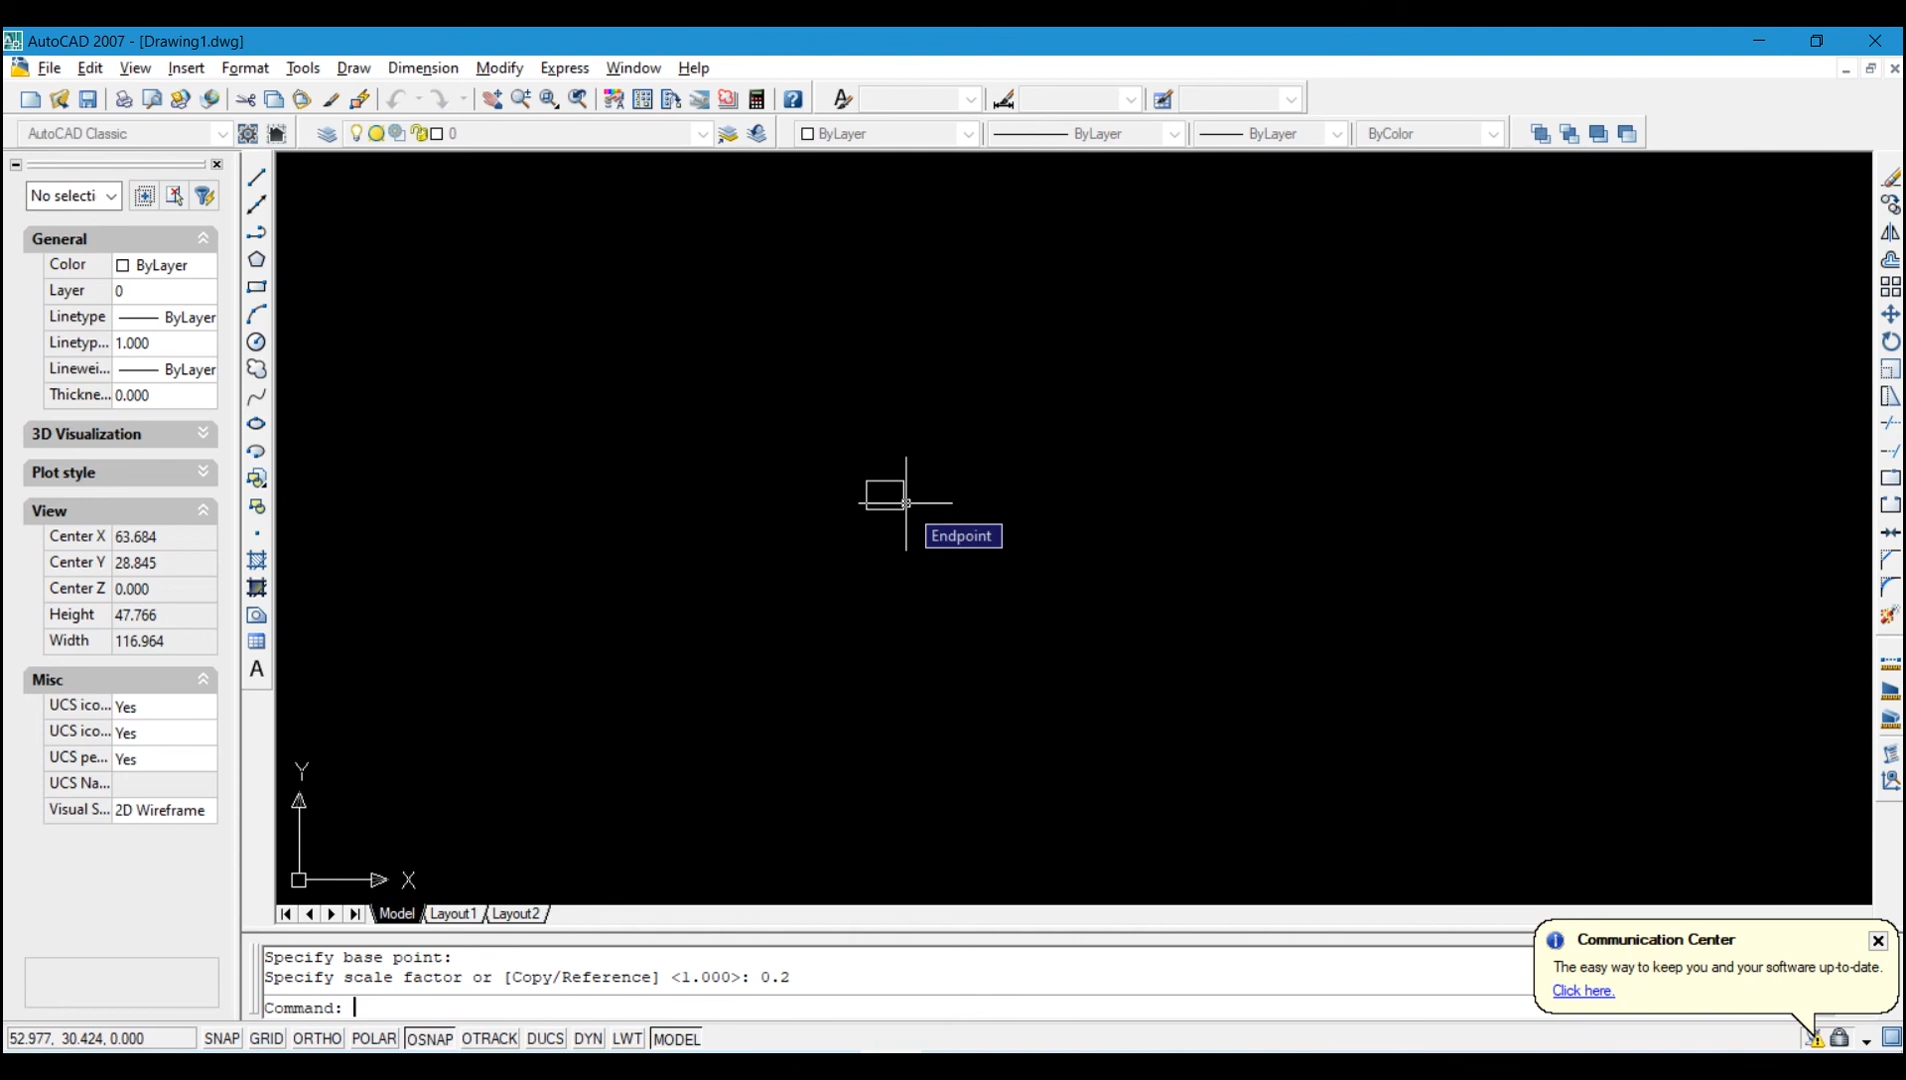 AutoCAD 2007 - [Drawing1.dwg]
File Edit View Insert Format Tools Draw Dimension Modify Express Window Help
AutoCAD Classic 0 ByLayer ByLayer ByLayer ByColor
No selecti
General
Color ByLayer
Layer 0
Linetype ByLayer
Linetyp... 1.000
Linewei... ByLayer
Thickne... 0.000
3D Visualization
Plot style
View
Center X 63.684
Center Y 28.845
Center Z 0.000
Height 47.766
Width 116.964
Misc
UCS ico... Yes
UCS ico... Yes
UCS pe... Yes
UCS Na...
Visual S... 2D Wireframe
A
Endpoint
Y
X
Model Layout1 Layout2
Specify base point:
Specify scale factor or [Copy/Reference] <1.000>: 0.2
Command:
Communication Center
The easy way to keep you and your software up-to-date.
Click here.
52.977, 30.424, 0.000 SNAP GRID ORTHO POLAR OSNAP OTRACK DUCS DYN LWT MODEL